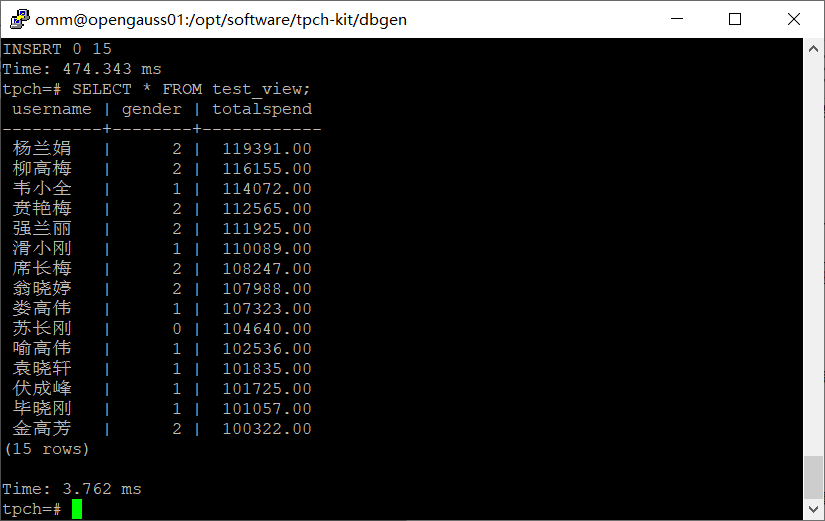 omm@opengauss01:/opt/software/tpch-kit/dbgen
INSERT 0 15
Time: 474.343 ms
tpch=# SELECT * FROM test_view;
 username | gender | totalspend
----------+--------+------------
 杨兰娟   |      2 |  119391.00
 柳高梅   |      2 |  116155.00
 韦小全   |      1 |  114072.00
 贲艳梅   |      2 |  112565.00
 强兰丽   |      2 |  111925.00
 滑小刚   |      1 |  110089.00
 席长梅   |      2 |  108247.00
 翁晓婷   |      2 |  107988.00
 娄高伟   |      1 |  107323.00
 苏长刚   |      0 |  104640.00
 喻高伟   |      1 |  102536.00
 袁晓轩   |      1 |  101835.00
 伏成峰   |      1 |  101725.00
 毕晓刚   |      1 |  101057.00
 金高芳   |      2 |  100322.00
(15 rows)
Time: 3.762 ms
tpch=#